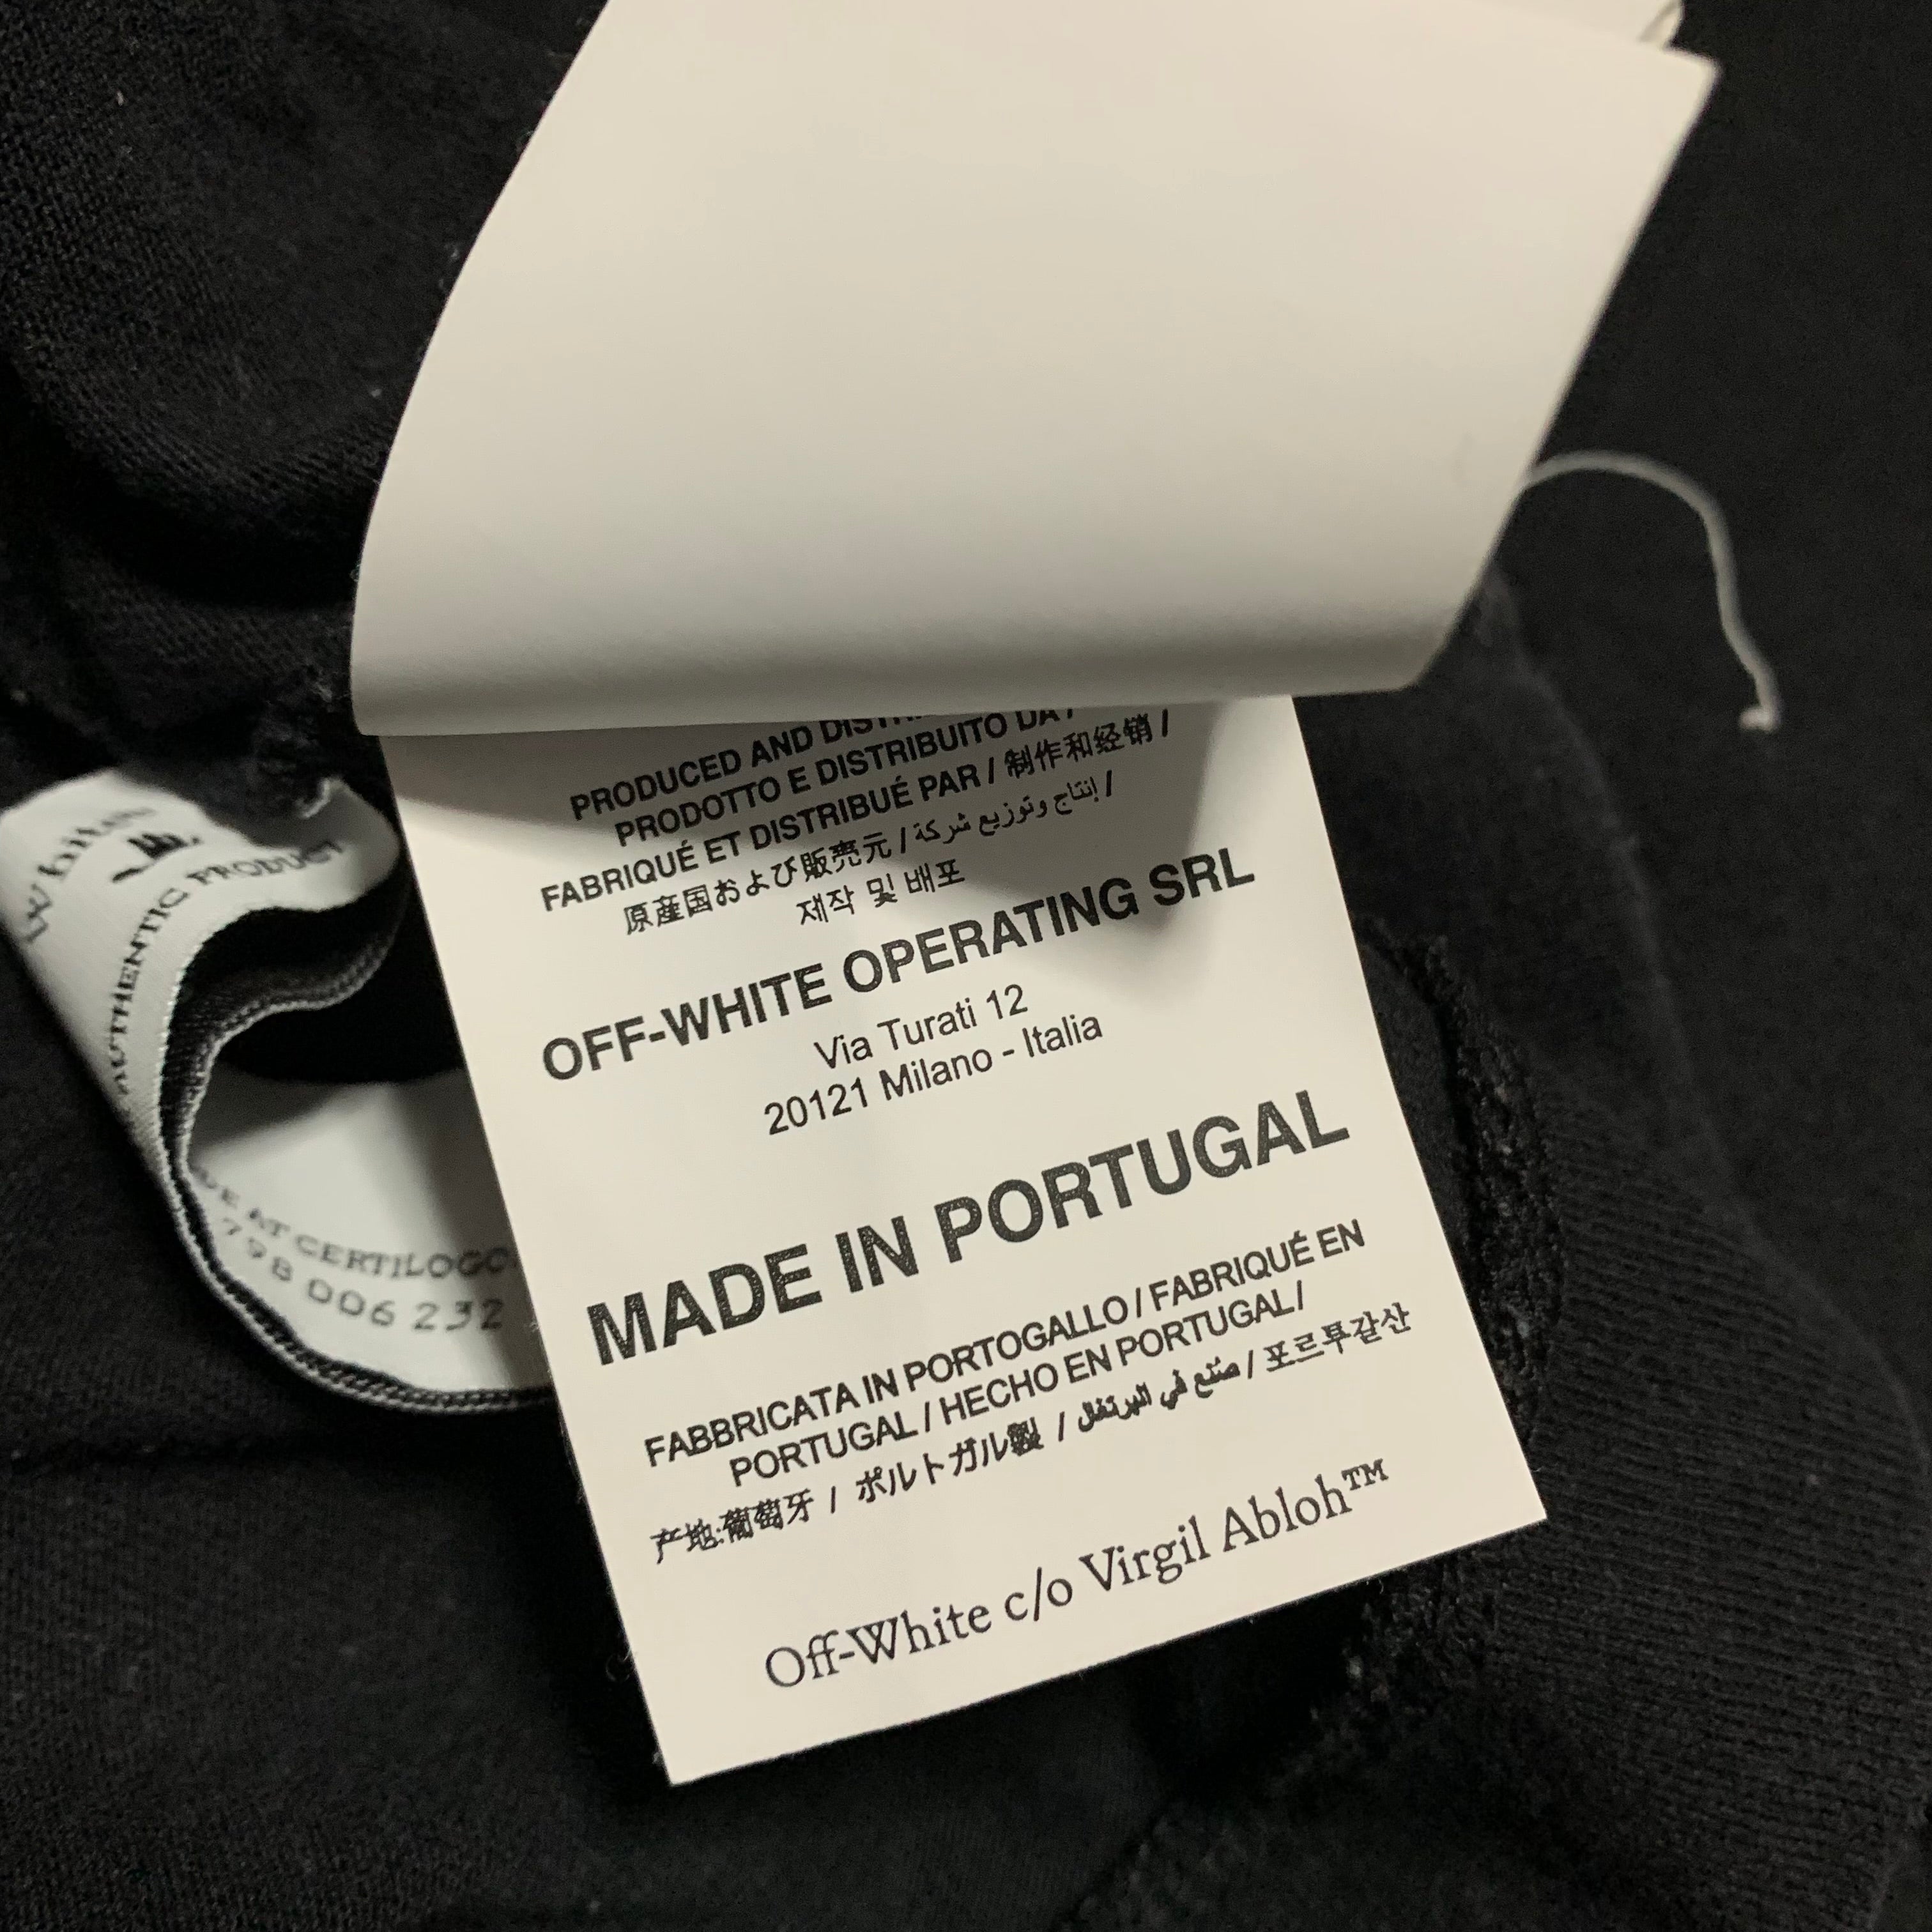 PRODUCED AND
PRODOTTO E DISTRIBUITO DA /
FABRIQUÉ ET DISTRIBUÉ PAR / 制作和经销 /
原産国および販売元 / إنتاج وتوزيع شركة /
제작 및 배포
OFF-WHITE OPERATING SRL
Via Turati 12
20121 Milano - Italia
MADE IN PORTUGAL
FABBRICATA IN PORTOGALLO / FABRIQUÉ EN
PORTUGAL / HECHO EN PORTUGAL /
产地:葡萄牙 / ポルトガル製 / صنع في البرتغال / 포르투갈산
Off-White c/o Virgil Abloh™
AUTHENTIC PRODUCT
AT CERTILOGO
006 232